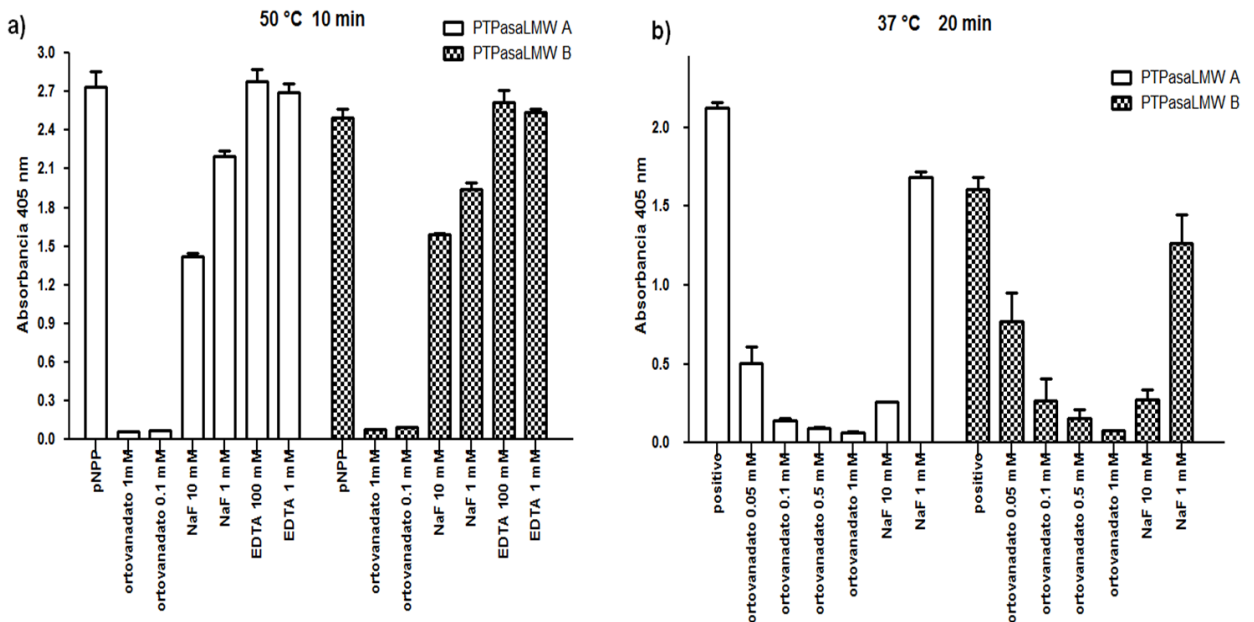 a)
50 °C 10 min
PTPasaLMW A
PTPasaLMW B
Absorbancia 405 nm
3.0
2.7
2.4
2.1
1.8
1.5
1.2
0.9
0.6
0.3
0.0
pNPP
ortovanadato 1mM
ortovanadato 0.1 mM
NaF 10 mM
NaF 1 mM
EDTA 100 mM
EDTA 1 mM
pNPP
ortovanadato 1mM
ortovanadato 0.1 mM
NaF 10 mM
NaF 1 mM
EDTA 100 mM
EDTA 1 mM
b)
37 °C 20 min
PTPasaLMW A
PTPasaLMW B
Absorbancia 405 nm
2.0
1.5
1.0
0.5
0.0
positivo
ortovanadato 0.05 mM
ortovanadato 0.1 mM
ortovanadato 0.5 mM
ortovanadato 1mM
NaF 10 mM
NaF 1 mM
positivo
ortovanadato 0.05 mM
ortovanadato 0.1 mM
ortovanadato 0.5 mM
ortovanadato 1mM
NaF 10 mM
NaF 1 mM